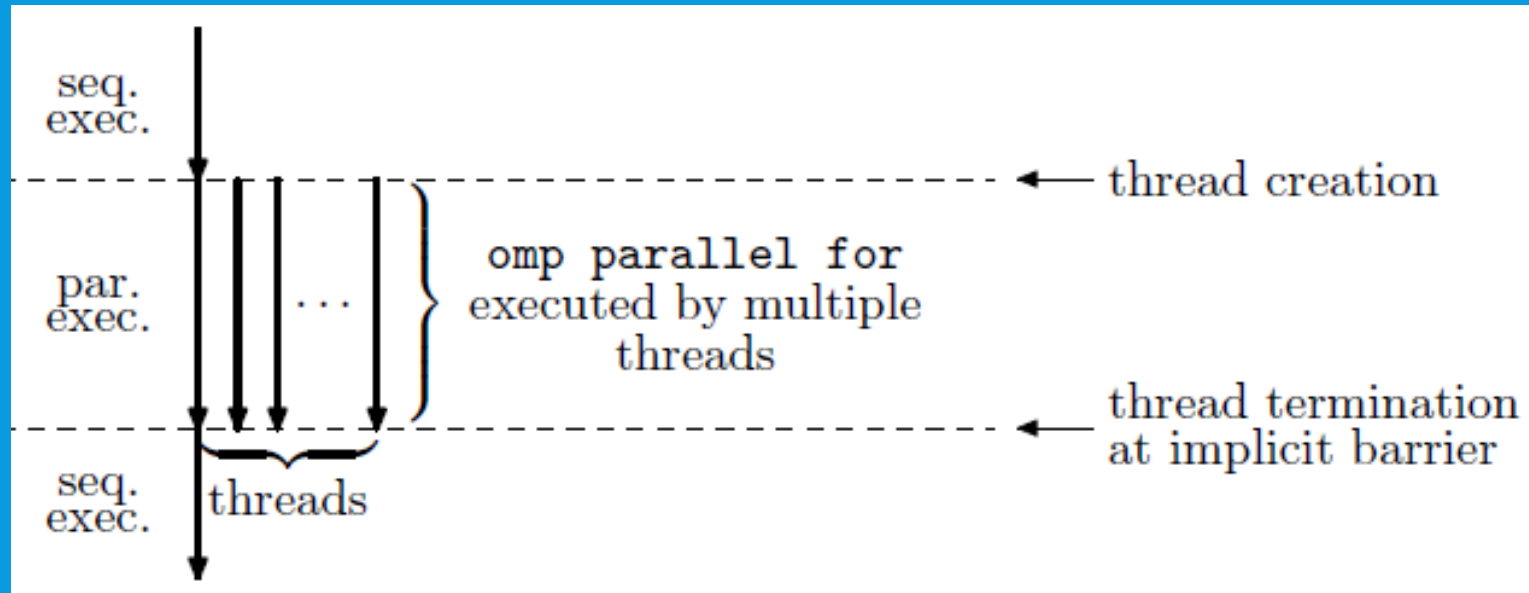 seq.
exec.
thread creation
par.
exec.
...
omp parallel for
executed by multiple
threads
thread termination
at implicit barrier
seq.
exec.
threads